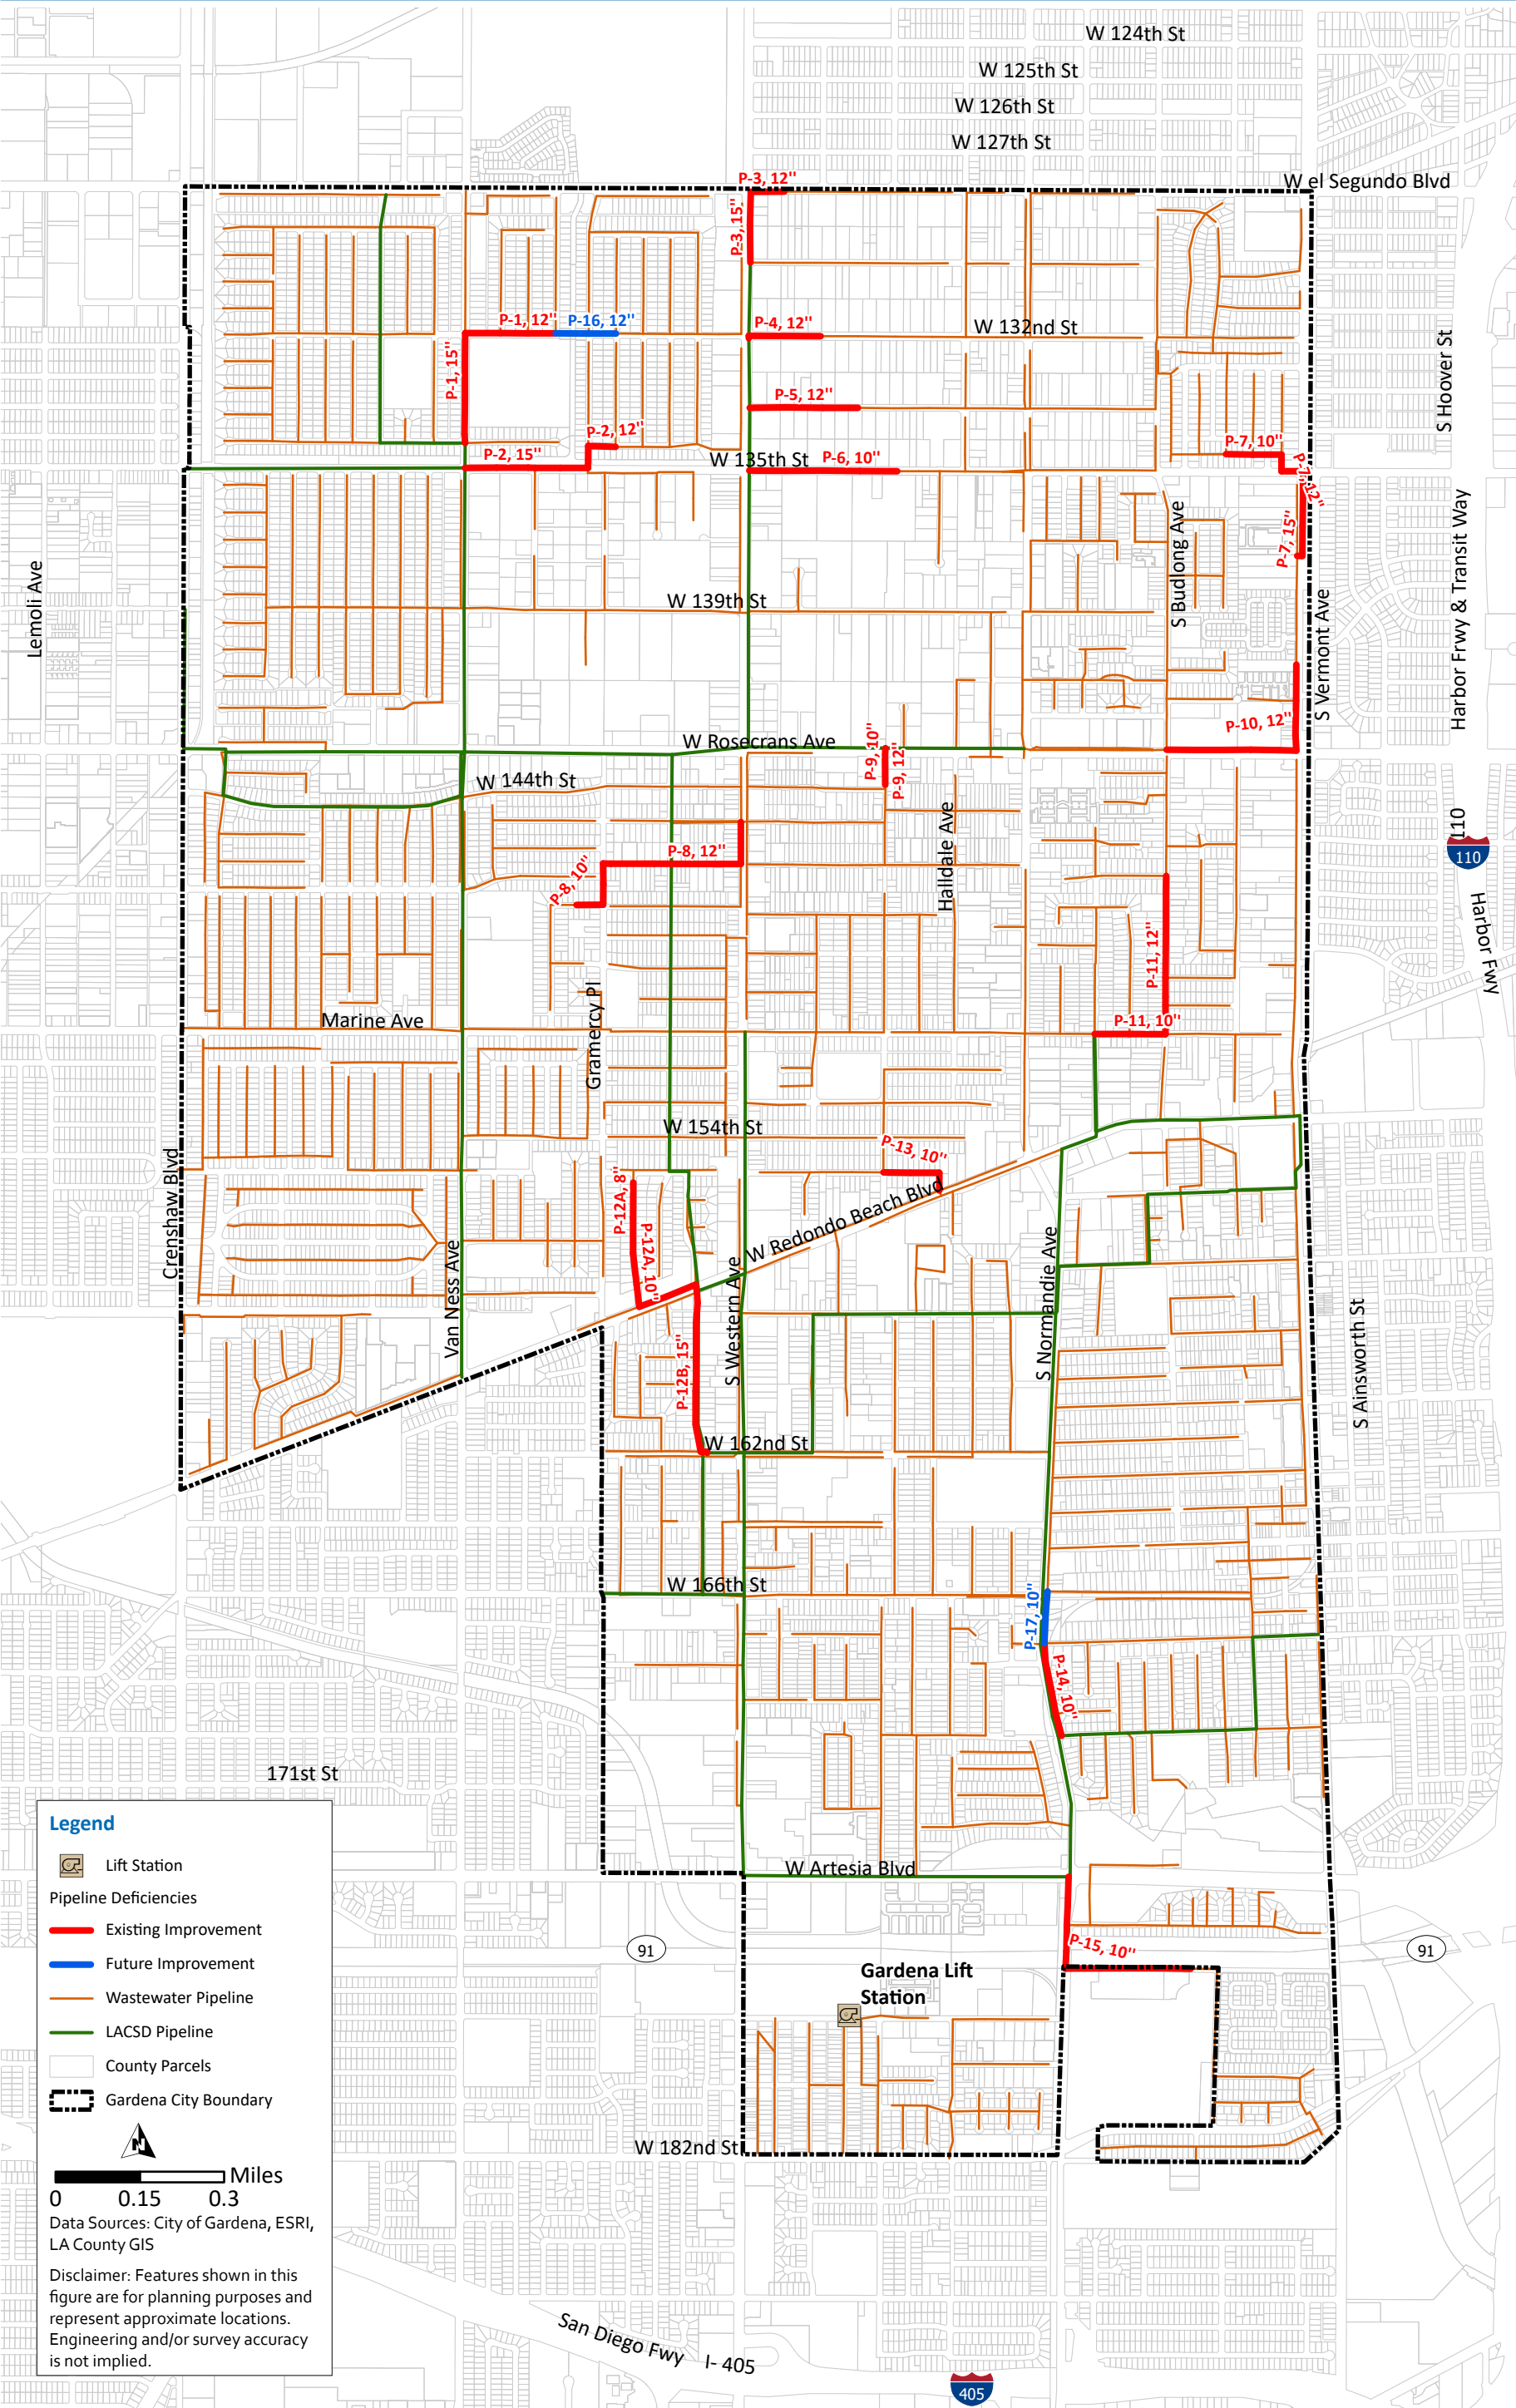 W 124th St
W 125th St
W 126th St
W 127th St
P-3, 12"
W el Segundo Blvd
P-3, 15"
P-1, 12"
P-16, 12"
P-4, 12"
W 132nd St
P-1, 15"
S Hoover St
P-5, 12"
P-2, 12"
P-7, 10"
P-2, 15"
W 135th St
P-6, 10"
P-7, 12"
P-7, 15"
S Budlong Ave
Harbor Frwy & Transit Way
Lemoli Ave
W 139th St
S Vermont Ave
P-10, 12"
W Rosecrans Ave
P-9, 10"
P-9, 12"
W 144th St
Halldale Ave
110
110
P-8, 12"
P-8, 10"
Harbor Fwy
P-11, 12"
Marine Ave
Gramercy Pl
P-11, 10"
W 154th St
P-13, 10"
Crenshaw Blvd
P-12A, 8"
P-12A, 10"
W Redondo Beach Blvd
Van Ness Ave
S Western Ave
S Normandie Ave
S Ainsworth St
P-12B, 15"
W 162nd St
W 166th St
P-17, 10"
P-14, 10"
171st St
W Artesia Blvd
91
P-15, 10"
91
Gardena Lift
Station
W 182nd St
San Diego Fwy
I- 405
405
Legend
Lift Station
Pipeline Deficiencies
Existing Improvement
Future Improvement
Wastewater Pipeline
LACSD Pipeline
County Parcels
Gardena City Boundary
N
Miles
0 0.15 0.3
Data Sources: City of Gardena, ESRI,
LA County GIS
Disclaimer: Features shown in this
figure are for planning purposes and
represent approximate locations.
Engineering and/or survey accuracy
is not implied.